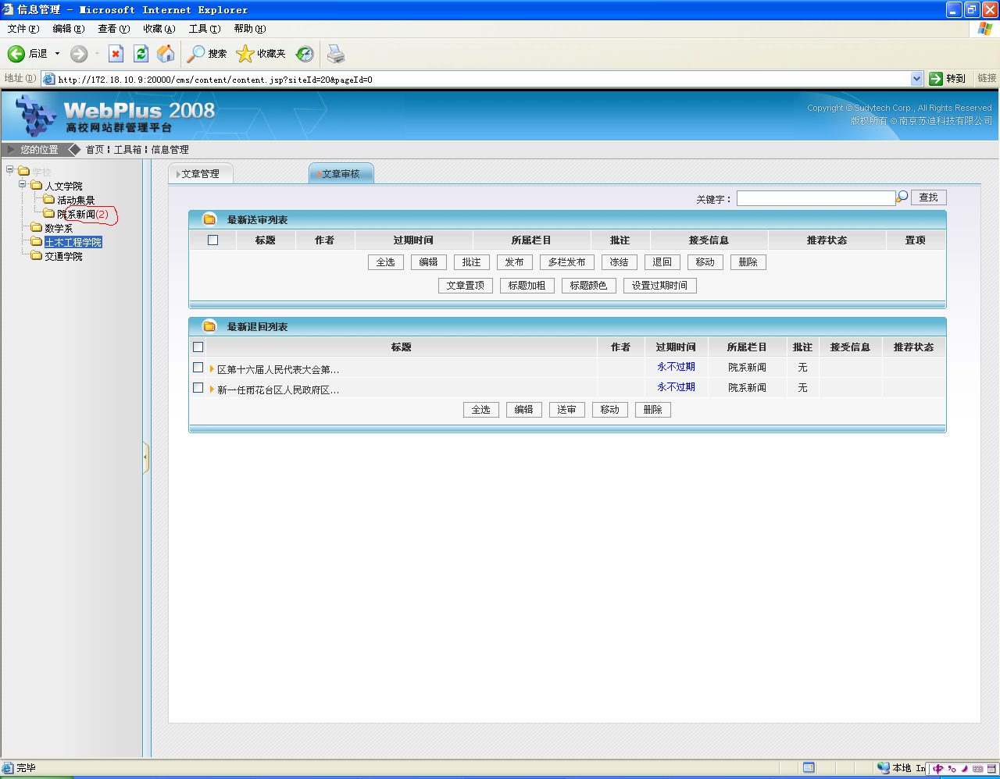 信息管理 - Microsoft Internet Explorer
文件(F) 编辑(E) 查看(V) 收藏(A) 工具(T) 帮助(H)
后退 搜索 收藏夹
地址(D) http://172.18.10.9:20000/cms/content/content.jsp?siteId=20&pageId=0 转到 链接
WebPlus 2008
高校网站群管理平台
Copyright © Sudytech Corp., All Rights Reserved
版权所有 © 南京苏迪科技有限公司
您的位置 首页 工具箱 信息管理
学校
人文学院
活动集景
院系新闻(2)
数学系
土木工程学院
交通学院
文章管理 文章审核
关键字： 查找
最新送审列表
标题 作者 过期时间 所属栏目 批注 接受信息 推荐状态 置顶
全选 编辑 批注 发布 多栏发布 冻结 退回 移动 删除
文章置顶 标题加粗 标题颜色 设置过期时间
最新退回列表
标题 作者 过期时间 所属栏目 批注 接受信息 推荐状态
区第十六届人民代表大会第... 永不过期 院系新闻 无
新一任雨花台区人民政府区... 永不过期 院系新闻 无
全选 编辑 送审 移动 删除
完毕 本地 In 中